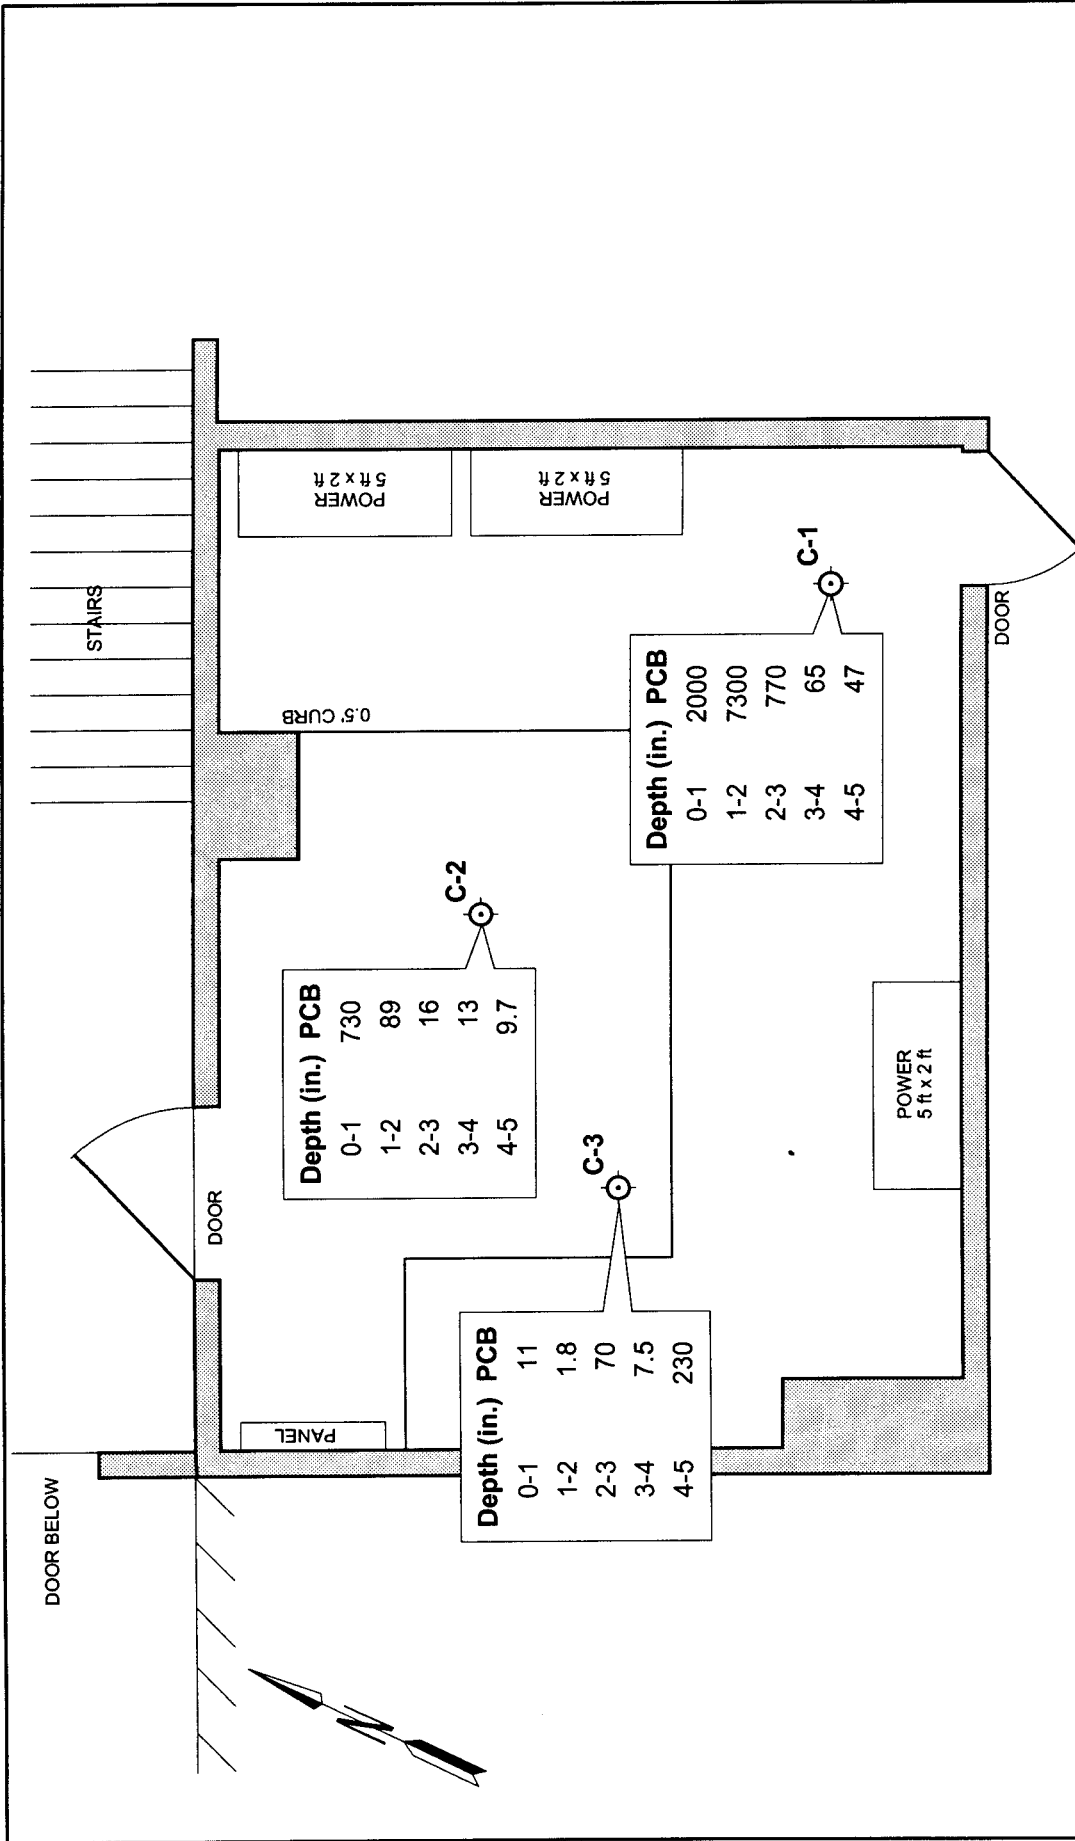 DOOR BELOW
STAIRS
DOOR
PANEL
0.5' CURB
POWER
5 ft x 2 ft
POWER
5 ft x 2 ft
C-2
Depth (in.) PCB
0-1 730
1-2 89
2-3 16
3-4 13
4-5 9.7
C-3
Depth (in.) PCB
0-1 11
1-2 1.8
2-3 70
3-4 7.5
4-5 230
C-1
Depth (in.) PCB
0-1 2000
1-2 7300
2-3 770
3-4 65
4-5 47
POWER
5 ft x 2 ft
DOOR
N